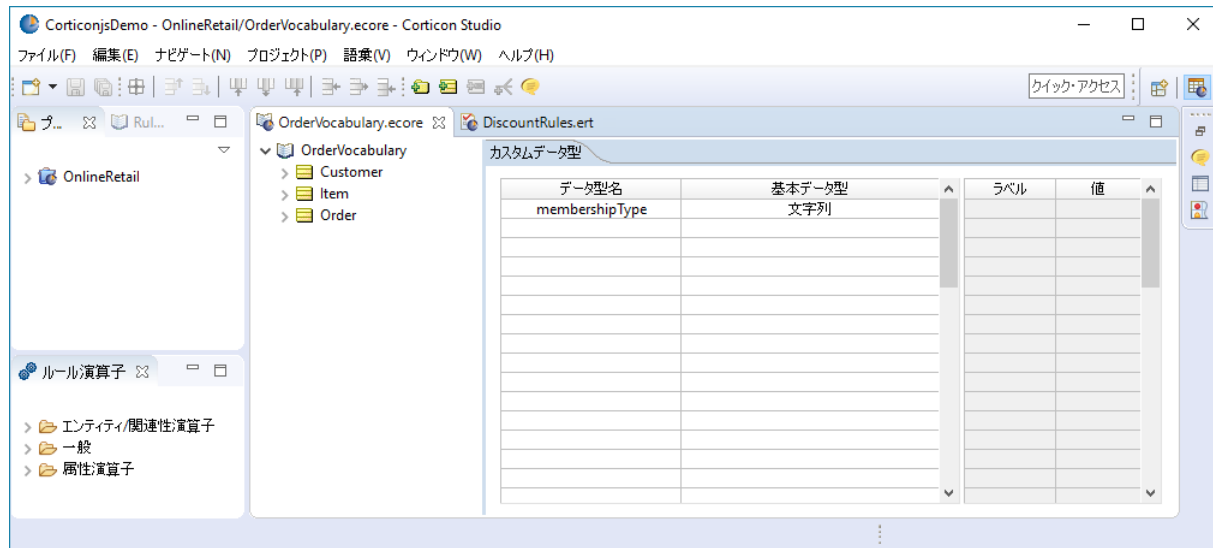 CorticonjsDemo - OnlineRetail/OrderVocabulary.ecore - Corticon Studio
ファイル(F) 編集(E) ナビゲート(N) プロジェクト(P) 語彙(V) ウィンドウ(W) ヘルプ(H)
クイック・アクセス
プ... Rul...
OnlineRetail
OrderVocabulary.ecore DiscountRules.ert
OrderVocabulary
Customer
Item
Order
カスタムデータ型
データ型名 基本データ型 ラベル 値
membershipType 文字列
ルール演算子
エンティティ/関連性演算子
一般
属性演算子